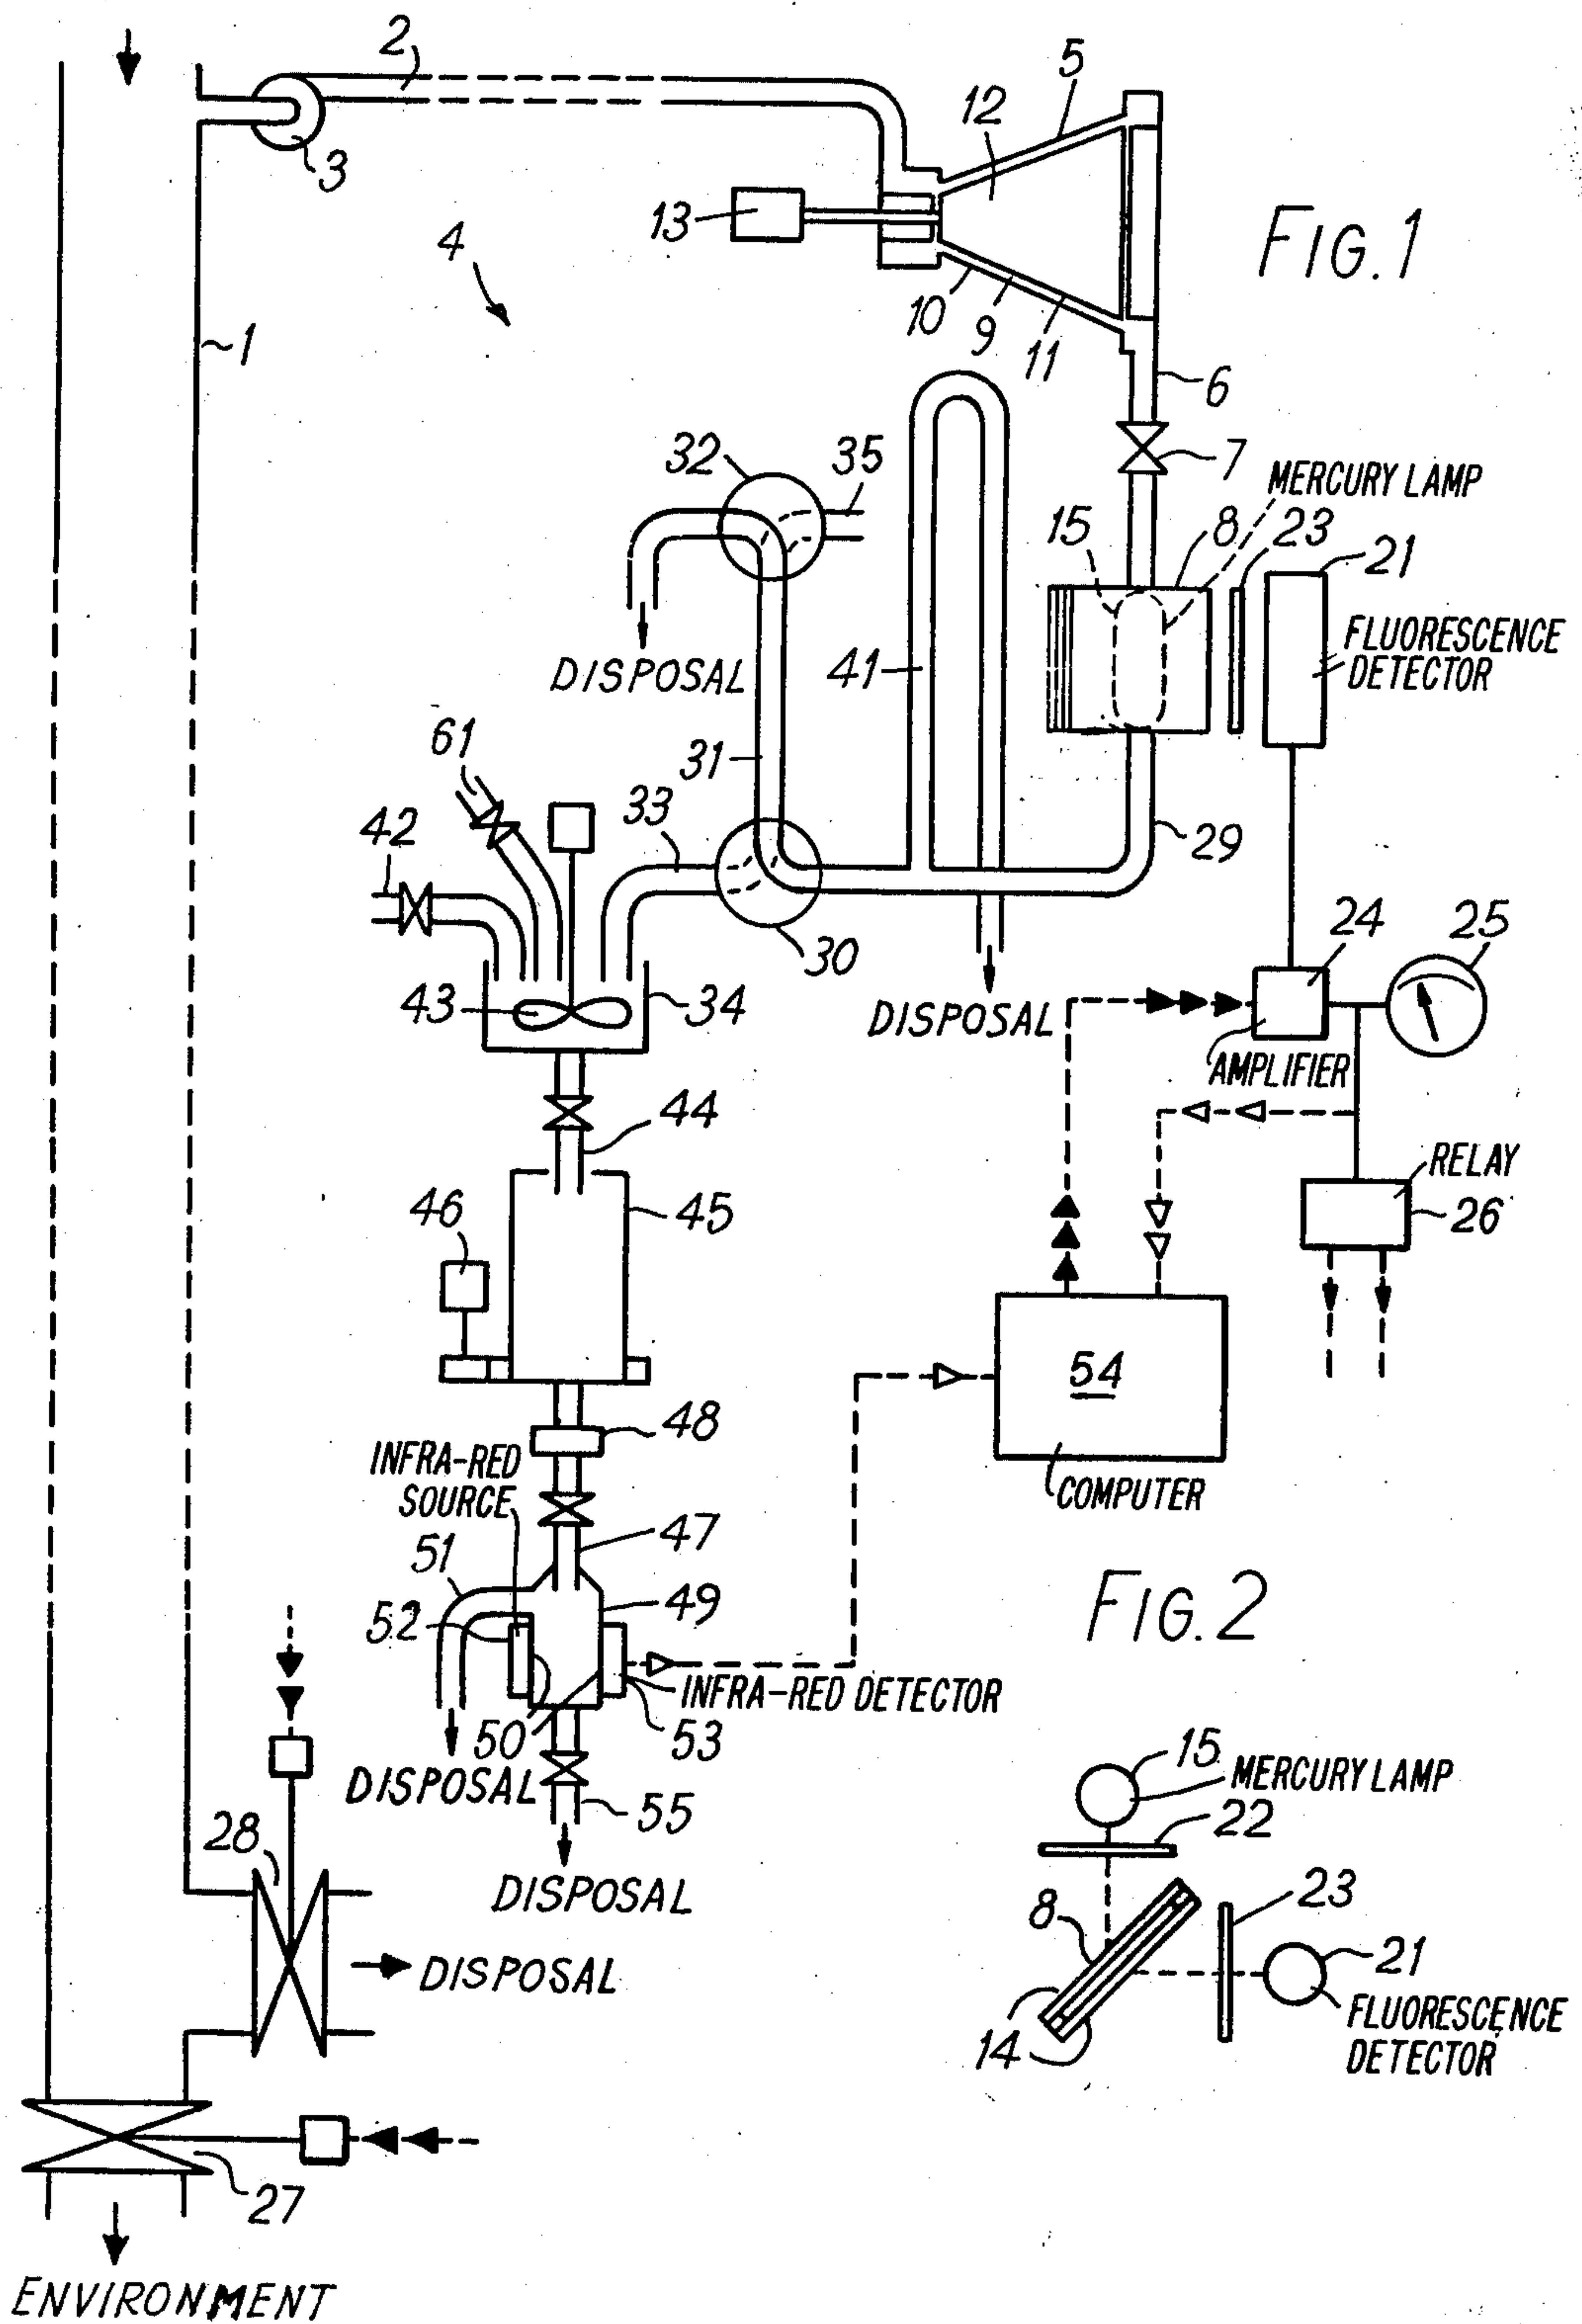 2
5
12
3
13
FIG.1
4
10
9
11
1
6
32
35
7
MERCURY LAMP
15
8
23
21
FLUORESCENCE
DETECTOR
DISPOSAL
41
61
31
42
33
29
30
24
25
43
34
DISPOSAL
AMPLIFIER
44
RELAY
46
45
26
54
48
INFRA-RED
SOURCE
COMPUTER
47
51
49
FIG.2
52
INFRA-RED DETECTOR
50
53
15
MERCURY LAMP
DISPOSAL
55
22
28
DISPOSAL
8
23
21
DISPOSAL
FLUORESCENCE
DETECTOR
14
27
ENVIRONMENT